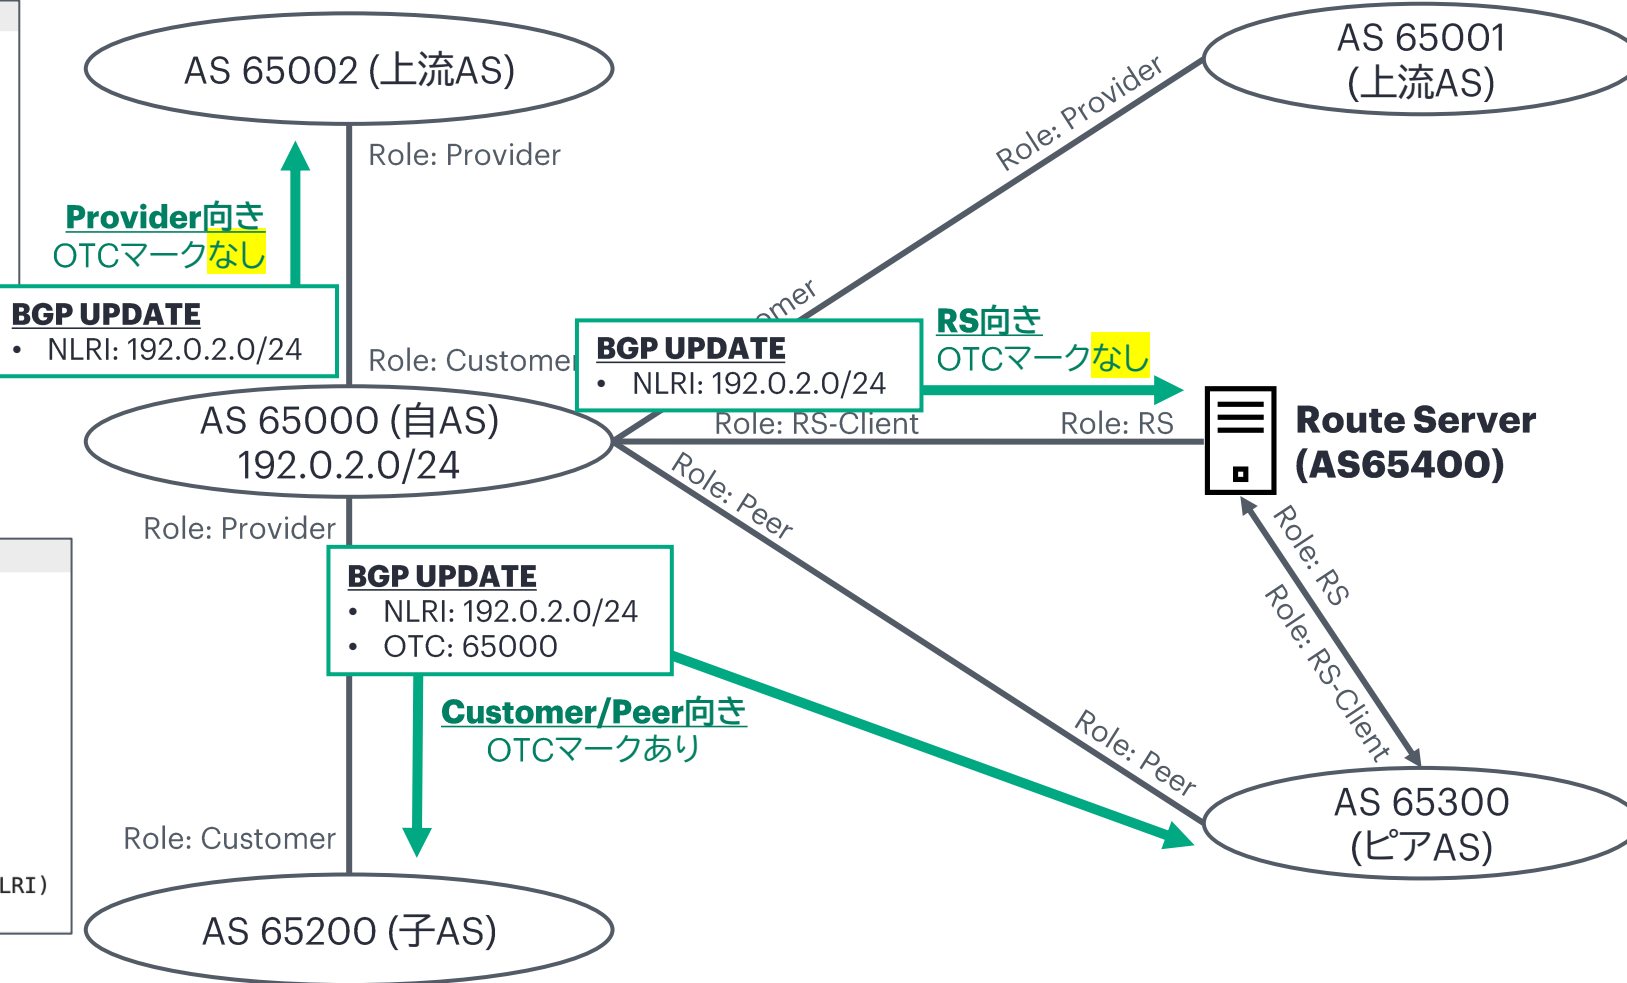 AS 65002 (上流AS)
AS 65001
(上流AS)
Role: Provider
Role: Provider
Provider向き
OTCマークなし
BGP UPDATE
• NLRI: 192.0.2.0/24
Role: Customer
omer
BGP UPDATE
• NLRI: 192.0.2.0/24
RS向き
OTCマークなし
AS 65000 (自AS)
192.0.2.0/24
Role: RS-Client
Role: RS
Route Server
(AS65400)
Role: Peer
Role: Provider
BGP UPDATE
• NLRI: 192.0.2.0/24
• OTC: 65000
Role: RS
Role: RS-Client
Customer/Peer向き
OTCマークあり
Role: Peer
Role: Customer
AS 65300
(ピアAS)
LRI)
AS 65200 (子AS)